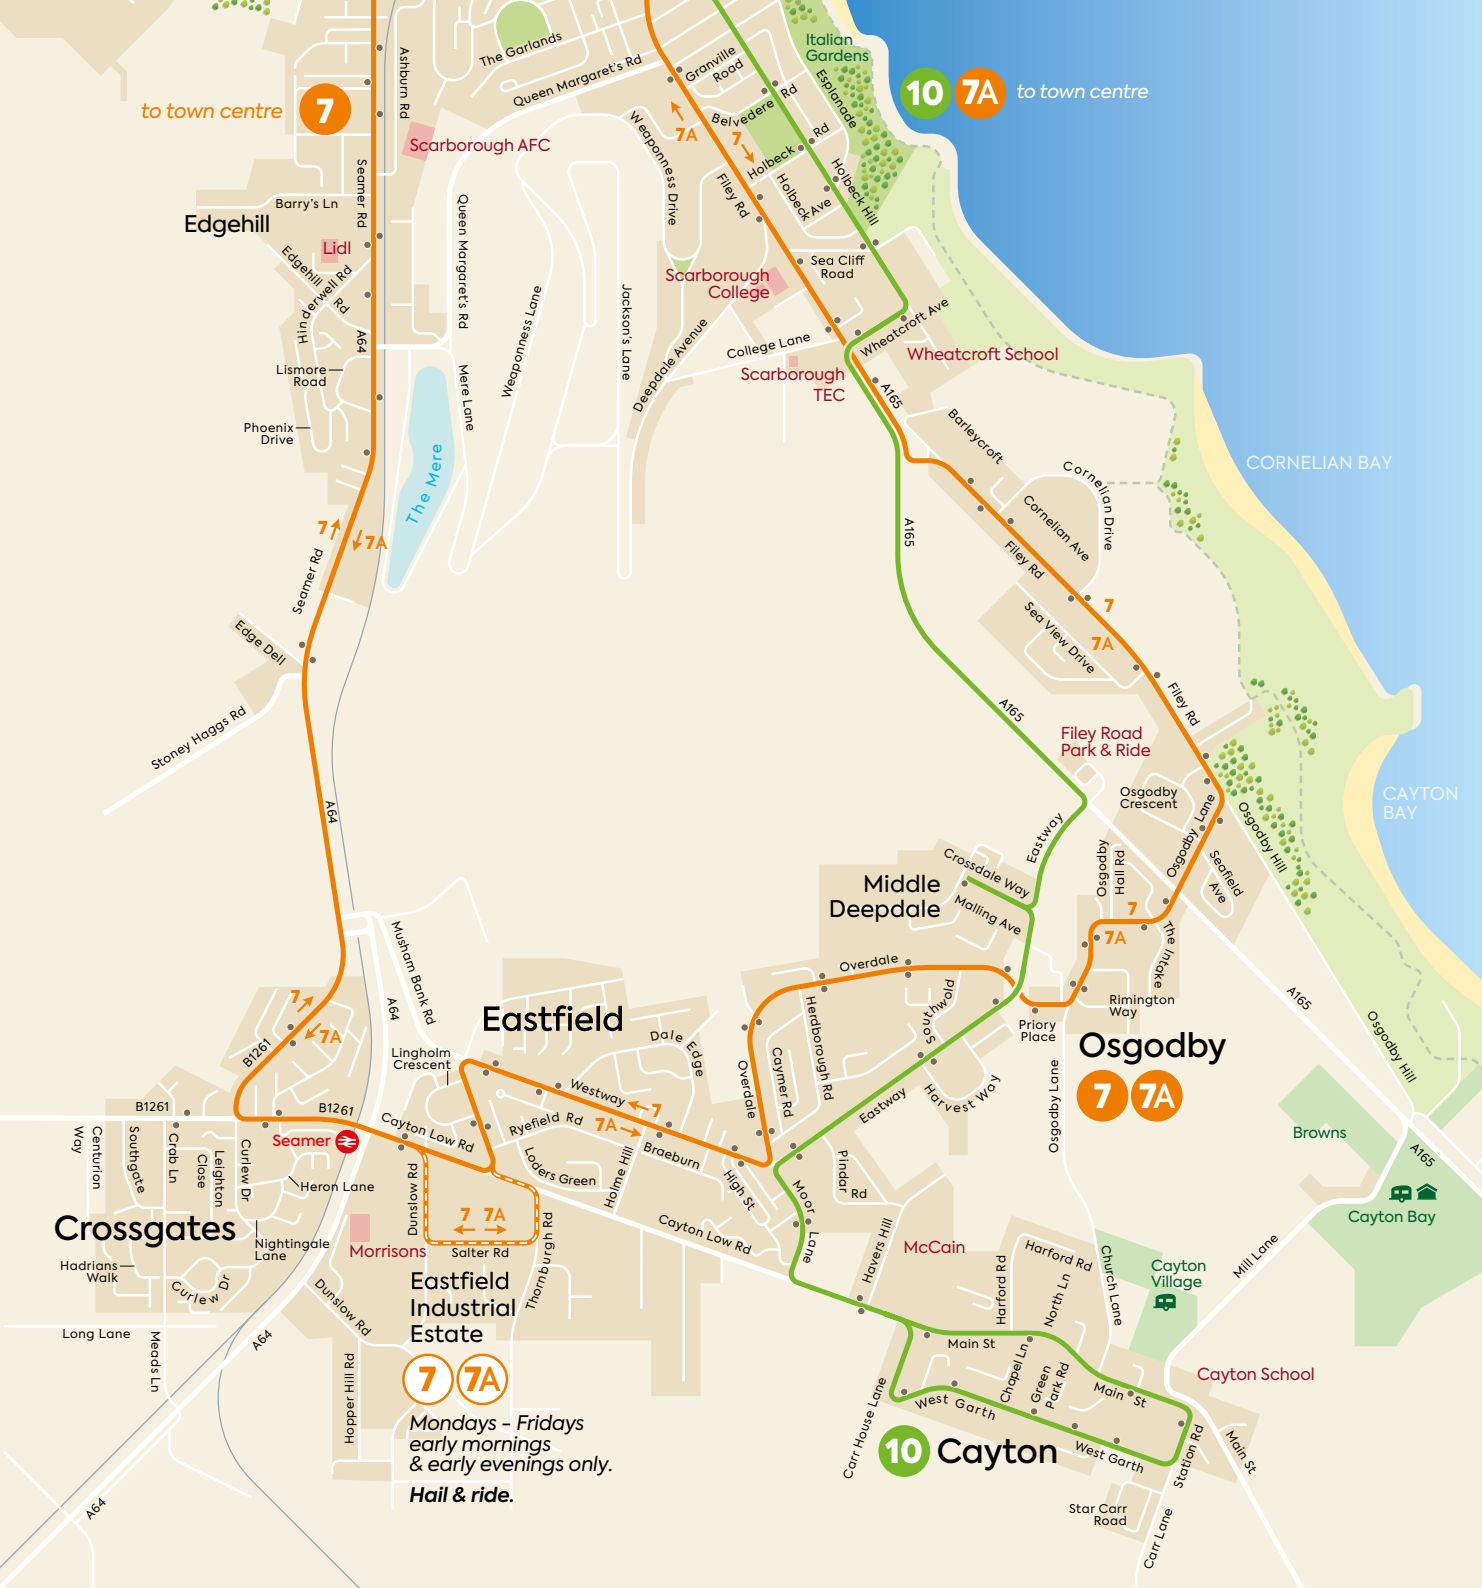 The Garlands
Queen Margaret's Rd
Granville
Road
Italian
Gardens
Esplanade
Ashburn Rd
to town centre
7
10
7A
to town centre
Belvedere Rd
7A
7
Scarborough AFC
Weaponness Drive
Holbeck Rd
Holbeck Hill
Holbeck Ave
Filey Rd
Seamer Rd
Barry's Ln
Edgehill
Lidl
Edgehill Rd
Hinderwell Rd
Queen Margaret's Rd
Sea Cliff
Road
Scarborough
College
Weaponness Lane
Jackson's Lane
Deepdale Avenue
College Lane
Wheatcroft Ave
Wheatcroft School
Scarborough
TEC
A64
Lismore
Road
Mere Lane
Phoenix
Drive
The Mere
A165
Barleycroft
Cornelian Drive
CORNELIAN BAY
Cornelian Ave
A165
Filey Rd
7
7A
Seamer Rd
7
7A
Sea View Drive
Edge Dell
Stoney Haggs Rd
Filey Rd
A165
Filey Road
Park & Ride
CAYTON
BAY
Osgodby
Crescent
Osgodby Lane
Osgodby Hill
A64
Eastway
Osgodby
Hall Rd
Seafield
Ave
Crossdale Way
Middle
Deepdale
Malling Ave
7
7A
The Intake
Musham Bank Rd
Overdale
Rimington
Way
A165
7
7A
A64
Eastfield
Southwold
Priory
Place
Osgodby
7
7A
Osgodby Hill
B1261
Lingholm
Crescent
Dale Edge
Overdale
Caymer Rd
Herdborough Rd
Harvest Way
Eastway
Osgodby Lane
Westway
7
7A
B1261
B1261
Cayton Low Rd
Ryefield Rd
Braeburn
Seamer
Browns
A165
Centurion
Way
Southgate
Crab Ln
Leighton
Close
Curlew Dr
Heron Lane
Loders Green
Holme Hill
High St
Moor Lane
Pindar Rd
Dunslow Rd
7
7A
Salter Rd
Thornburgh Rd
Cayton Low Rd
Havers Hill
McCain
Cayton Bay
Crossgates
Nightingale
Lane
Morrisons
Hadrians
Walk
Curlew Dr
Mill Lane
Harford Rd
Harford Rd
North Ln
Church Lane
Cayton
Village
Eastfield
Industrial
Estate
7
7A
Mondays - Fridays
early mornings
& early evenings only.
Hail & ride.
Dunslow Rd
Long Lane
Meads Ln
A64
Hopper Hill Rd
Main St
Chapel Ln
Green
Park Rd
Main St
Cayton School
West Garth
Carr House Lane
10
Cayton
West Garth
Station Rd
Main St
Star Carr
Road
Carr Lane
A64